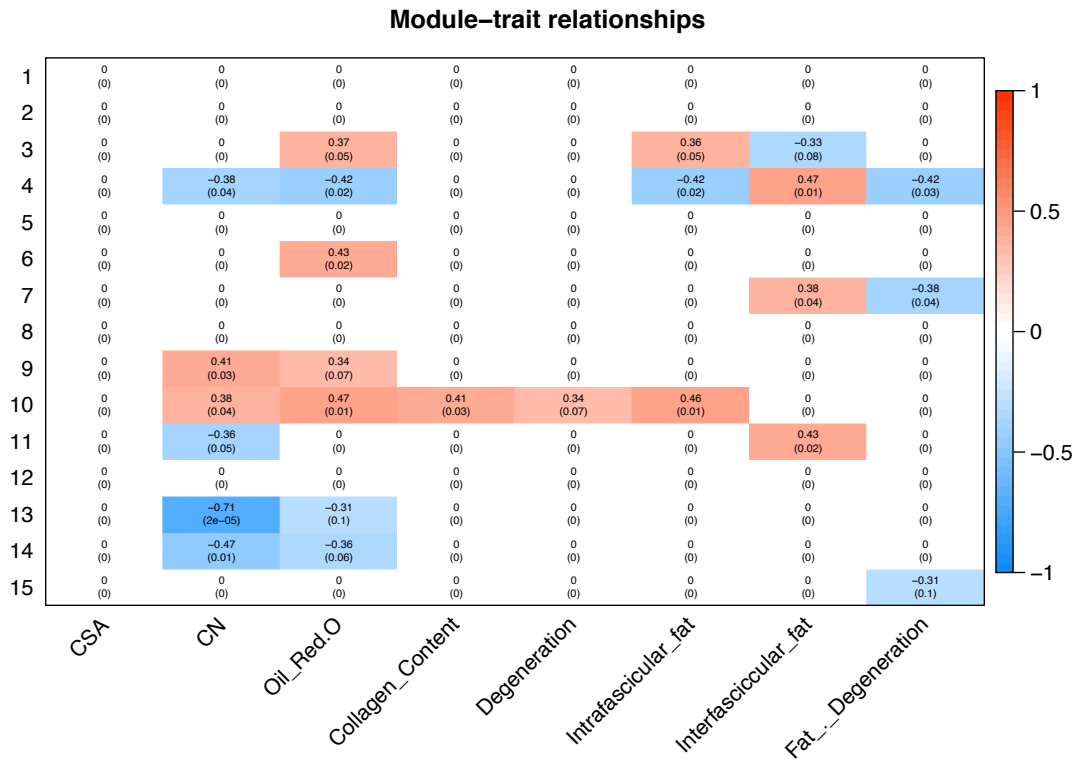 Module−trait relationships
1 0 0 0 0 0 0 0 0
(0) (0) (0) (0) (0) (0) (0) (0)
2 0 0 0 0 0 0 0 0
(0) (0) (0) (0) (0) (0) (0) (0)
3 0 0 0.37 0 0 0.36 −0.33 0
(0) (0) (0.05) (0) (0) (0.05) (0.08) (0)
4 0 −0.38 −0.42 0 0 −0.42 0.47 −0.42
(0) (0.04) (0.02) (0) (0) (0.02) (0.01) (0.03)
5 0 0 0 0 0 0 0 0
(0) (0) (0) (0) (0) (0) (0) (0)
6 0 0 0.43 0 0 0 0 0
(0) (0) (0.02) (0) (0) (0) (0) (0)
7 0 0 0 0 0 0 0.38 −0.38
(0) (0) (0) (0) (0) (0) (0.04) (0.04)
8 0 0 0 0 0 0 0 0
(0) (0) (0) (0) (0) (0) (0) (0)
9 0 0.41 0.34 0 0 0 0 0
(0) (0.03) (0.07) (0) (0) (0) (0) (0)
10 0 0.38 0.47 0.41 0.34 0.46 0 0
(0) (0.04) (0.01) (0.03) (0.07) (0.01) (0) (0)
11 0 −0.36 0 0 0 0 0.43 0
(0) (0.05) (0) (0) (0) (0) (0.02) (0)
12 0 0 0 0 0 0 0 0
(0) (0) (0) (0) (0) (0) (0) (0)
13 0 −0.71 −0.31 0 0 0 0 0
(0) (2e−05) (0.1) (0) (0) (0) (0) (0)
14 0 −0.47 −0.36 0 0 0 0 0
(0) (0.01) (0.06) (0) (0) (0) (0) (0)
15 0 0 0 0 0 0 0 −0.31
(0) (0) (0) (0) (0) (0) (0) (0.1)
CSA
CN
Oil_Red.O
Collagen_Content
Degeneration
Intrafascicular_fat
Interfasciccular_fat
Fat_._Degeneration
1
0.5
0
−0.5
−1